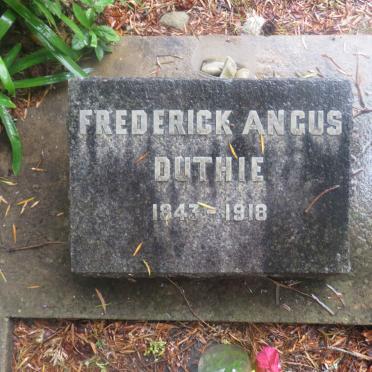 FREDERICK ANGUS
DUTHIE
1843 - 1918